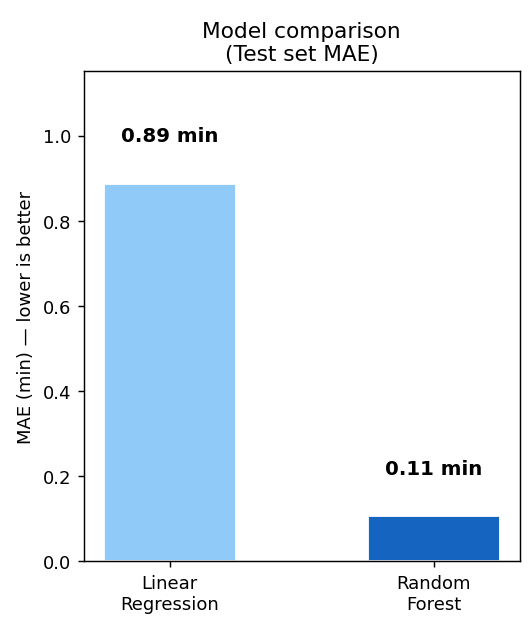 Model comparison
(Test set MAE)
MAE (min) — lower is better
1.0
0.8
0.6
0.4
0.2
0.0
0.89 min
0.11 min
Linear
Regression
Random
Forest